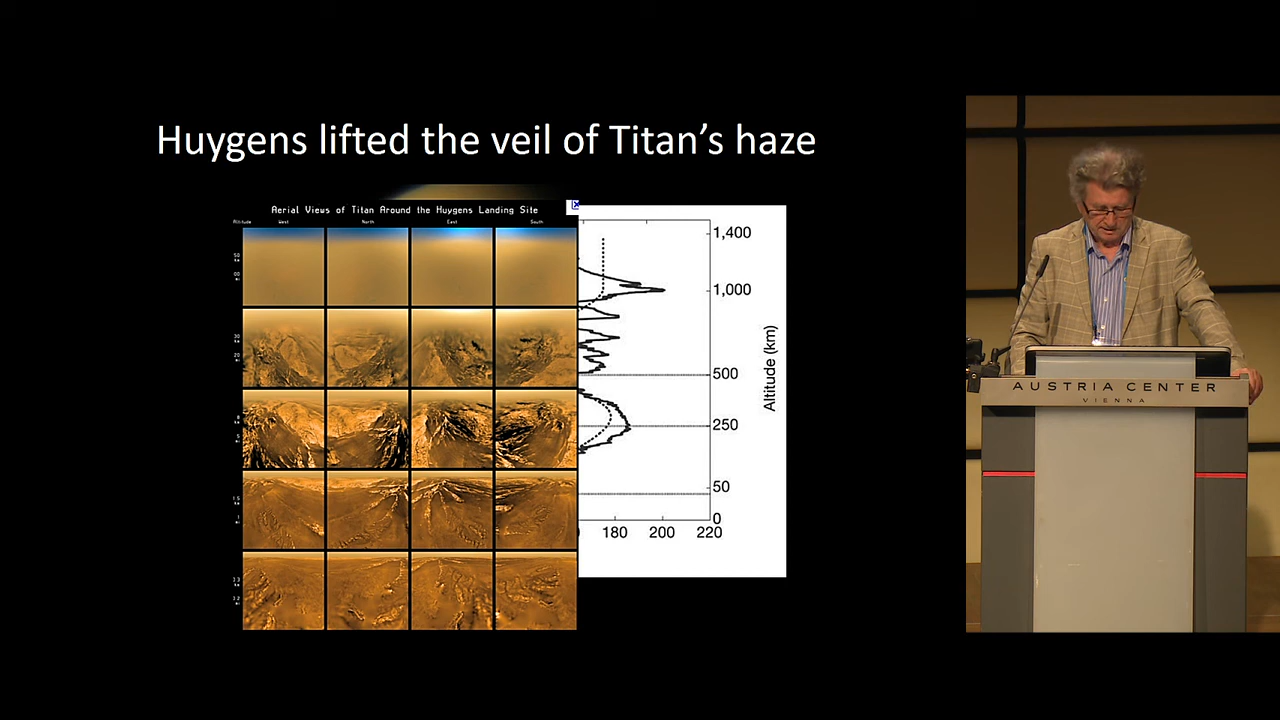 Huygens lifted the veil of Titan’s haze
Aerial Views of Titan Around the Huygens Landing Site
Altitude West North East South
1,400
1,000
500
250
50
0
180 200 220
Altitude (km)
AUSTRIA CENTER
VIENNA